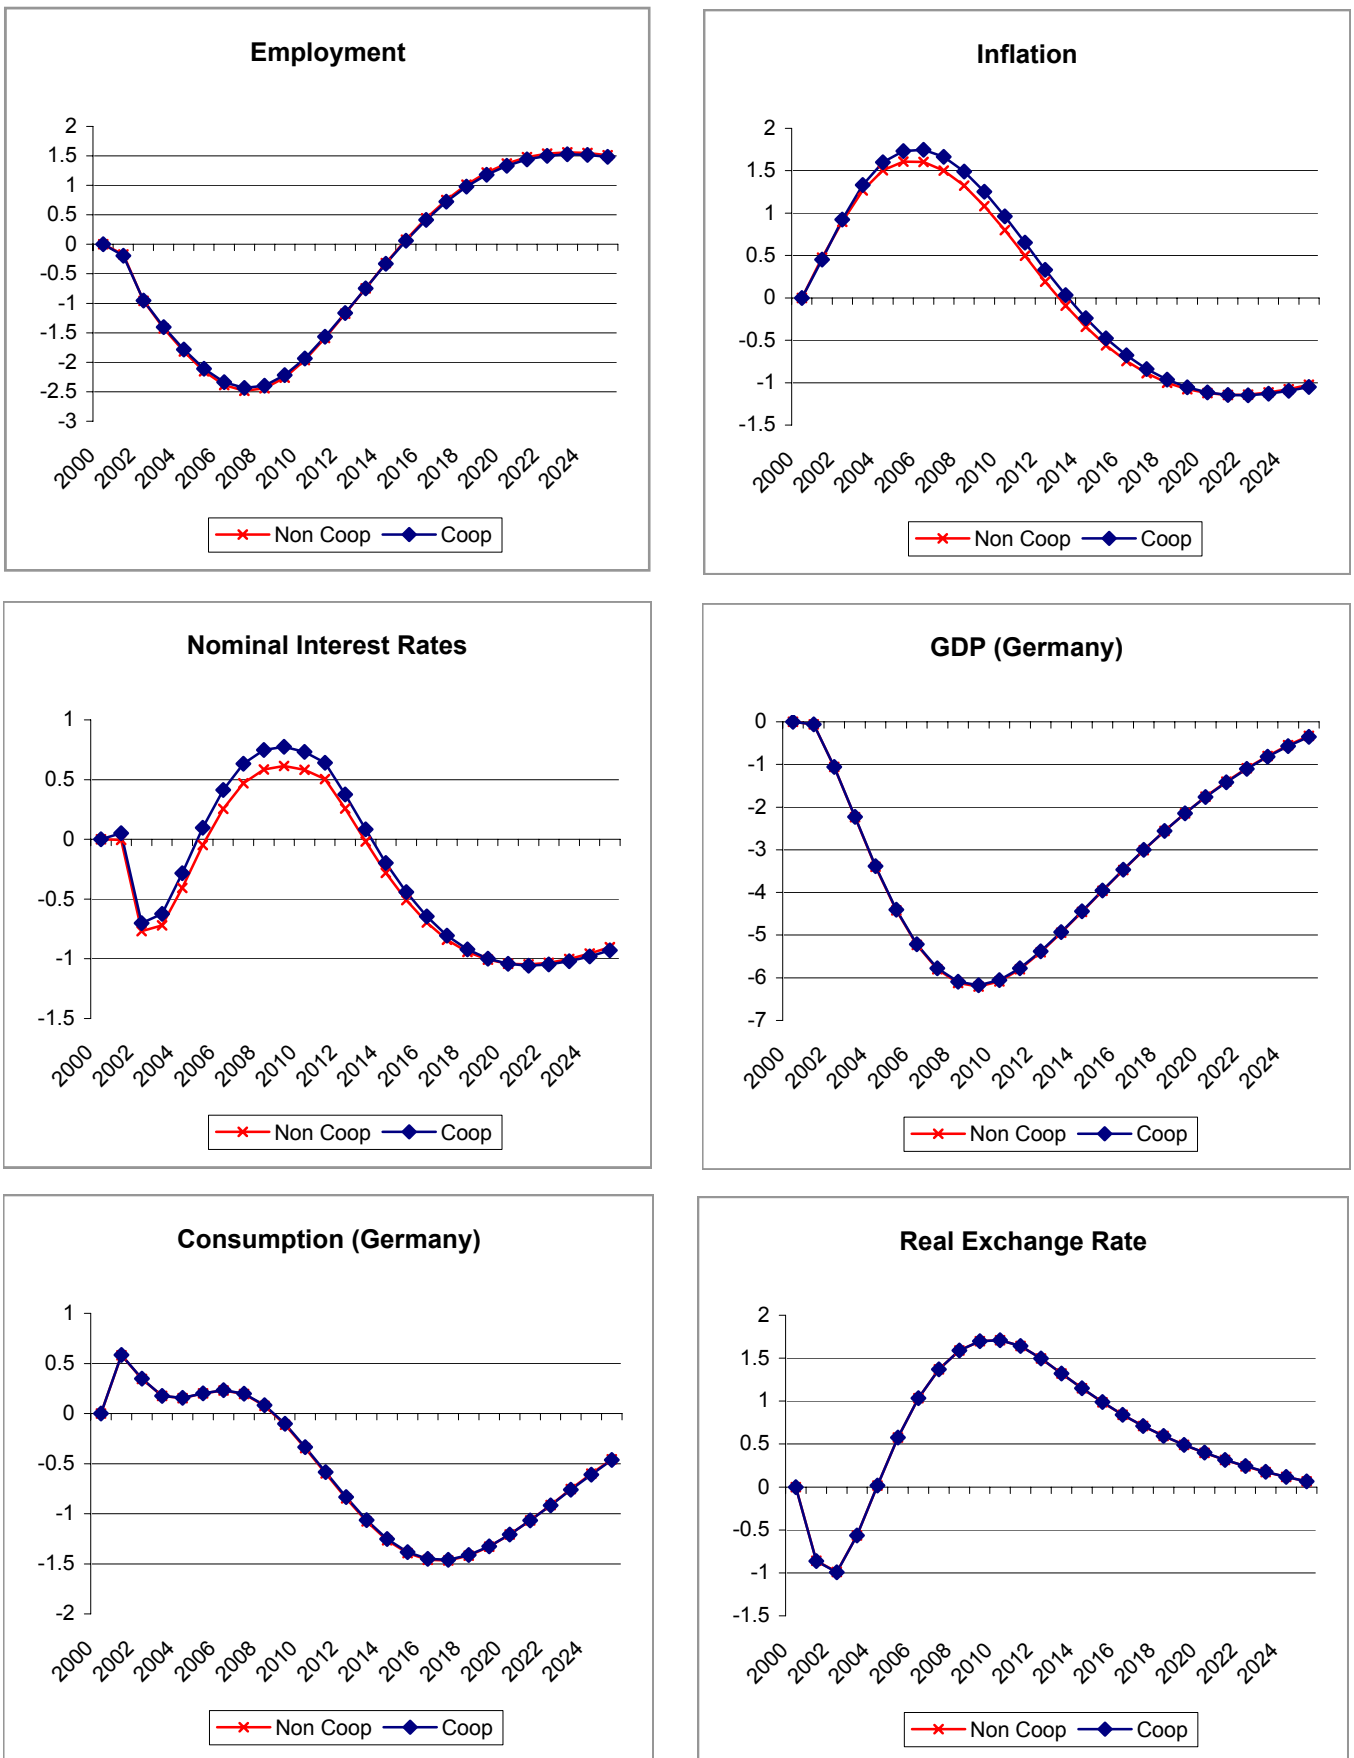 Employment
2
1.5
1
0.5
0
-0.5
-1
-1.5
-2
-2.5
-3
2000 2002 2004 2006 2008 2010 2012 2014 2016 2018 2020 2022 2024
Non Coop Coop
Inflation
2
1.5
1
0.5
0
-0.5
-1
-1.5
2000 2002 2004 2006 2008 2010 2012 2014 2016 2018 2020 2022 2024
Non Coop Coop
Nominal Interest Rates
1
0.5
0
-0.5
-1
-1.5
2000 2002 2004 2006 2008 2010 2012 2014 2016 2018 2020 2022 2024
Non Coop Coop
GDP (Germany)
0
-1
-2
-3
-4
-5
-6
-7
2000 2002 2004 2006 2008 2010 2012 2014 2016 2018 2020 2022 2024
Non Coop Coop
Consumption (Germany)
1
0.5
0
-0.5
-1
-1.5
-2
2000 2002 2004 2006 2008 2010 2012 2014 2016 2018 2020 2022 2024
Non Coop Coop
Real Exchange Rate
2
1.5
1
0.5
0
-0.5
-1
-1.5
2000 2002 2004 2006 2008 2010 2012 2014 2016 2018 2020 2022 2024
Non Coop Coop